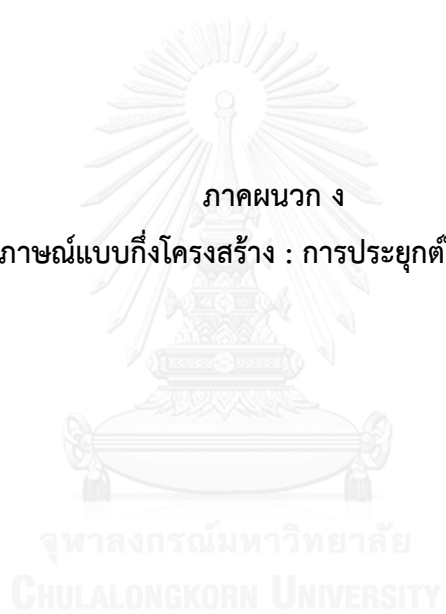 ภาคผนวก ง
ภาษณ์แบบกึ่งโครงสร้าง : การประยุกต์
จุฬาลงกรณ์มหาวิทยาลัย
CHULALONGKORN UNIVERSITY